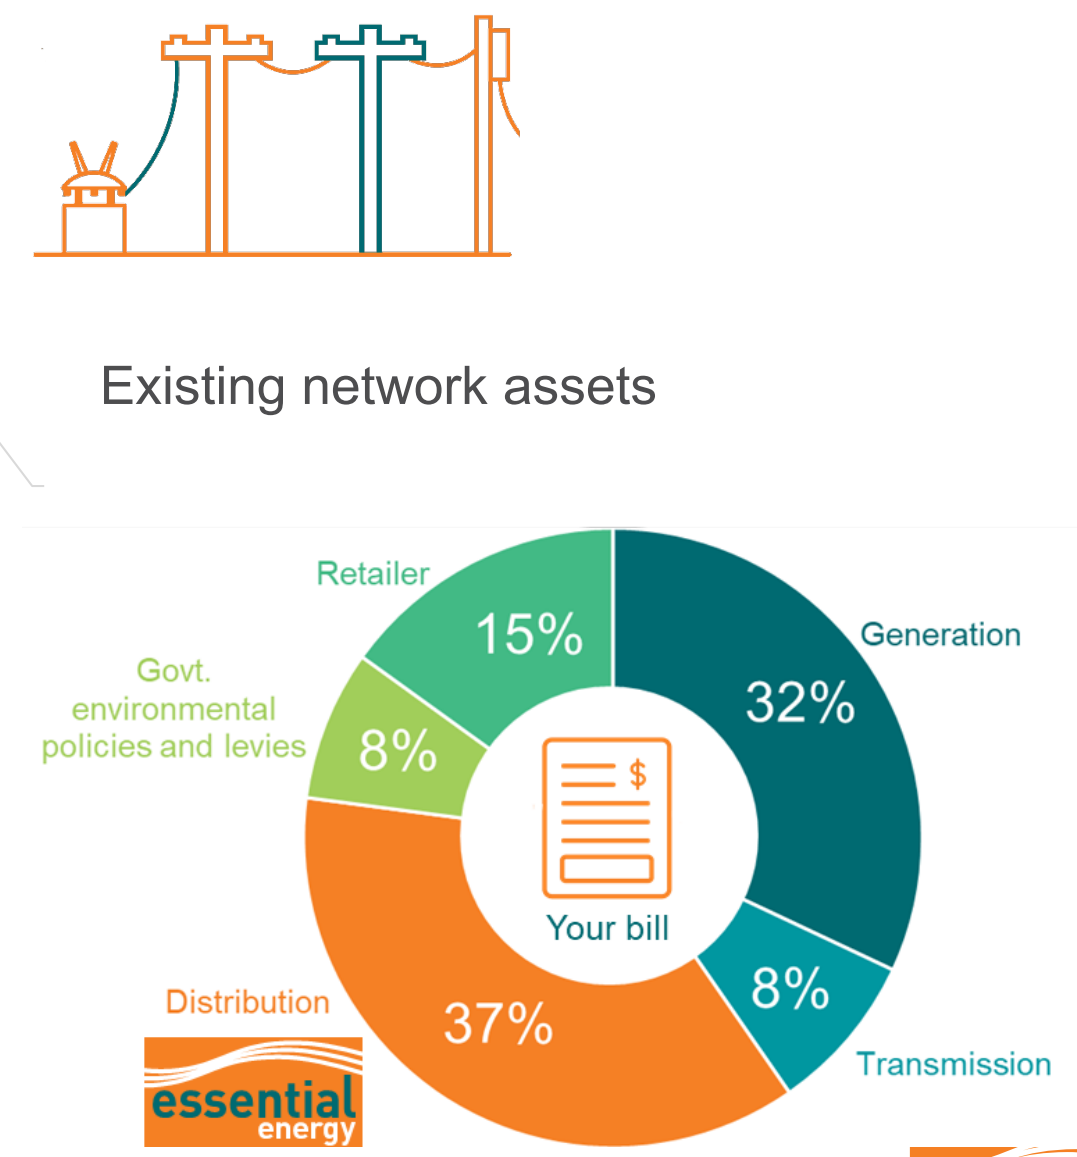 Existing network assets
Retailer
15%
Generation
32%
Govt.
environmental
policies and levies
8%
$
Your bill
8%
Transmission
Distribution
37%
essential
energy